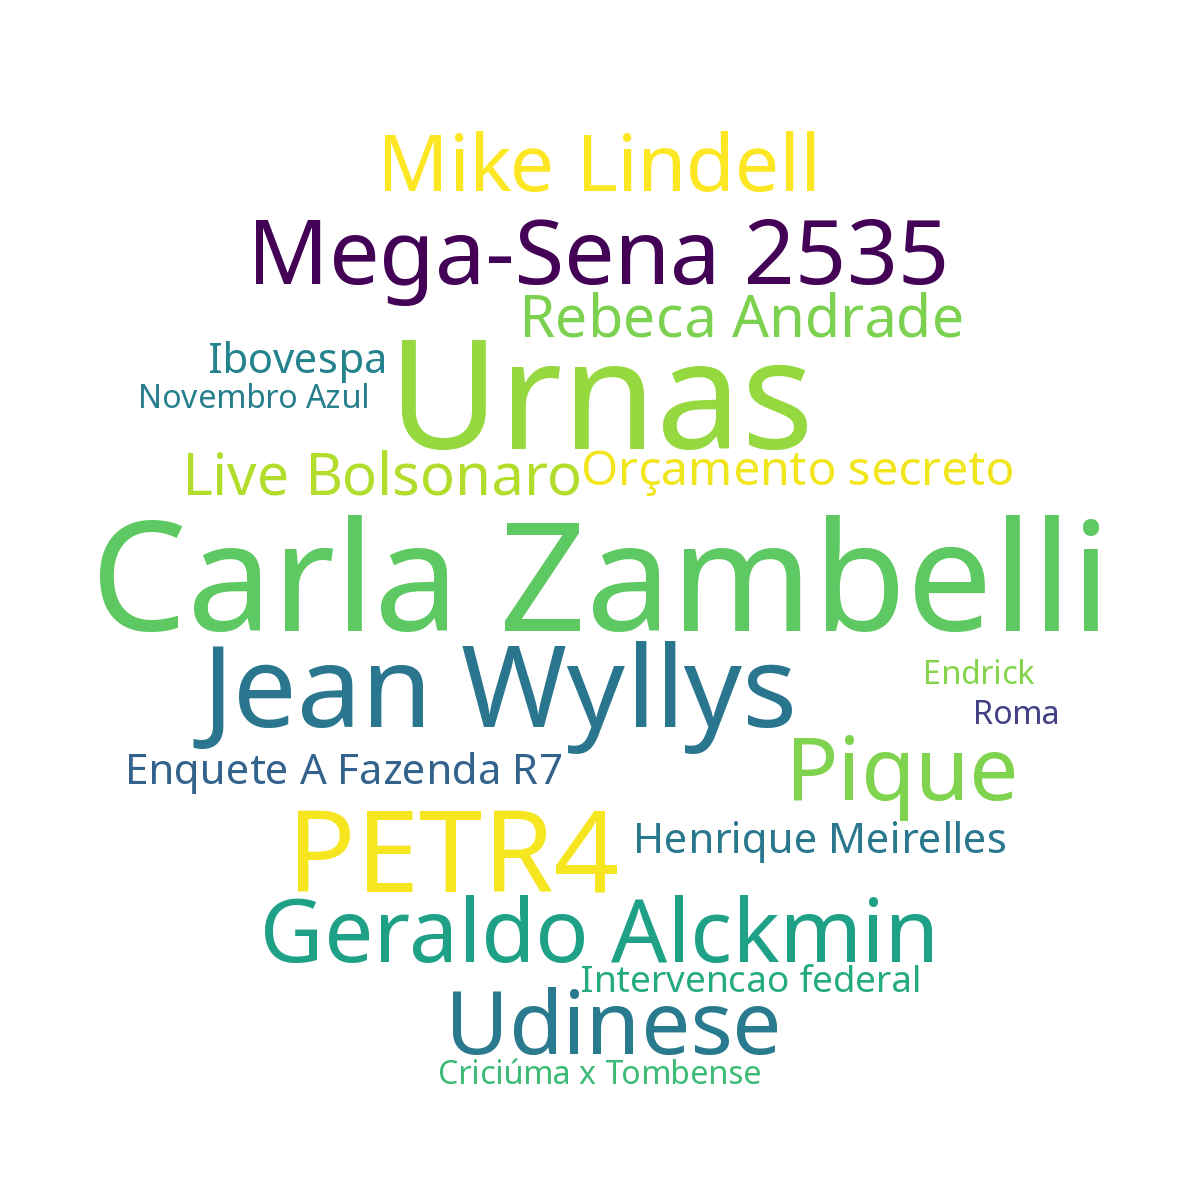 Mike Lindell
Mega-Sena 2535
Rebeca Andrade
Ibovespa
Urnas
Novembro Azul
Live Bolsonaro
Orçamento secreto
Carla Zambelli
Jean Wyllys
Endrick
Roma
Pique
Enquete A Fazenda R7
PETR4
Henrique Meirelles
Geraldo Alckmin
Intervencao federal
Udinese
Criciúma x Tombense